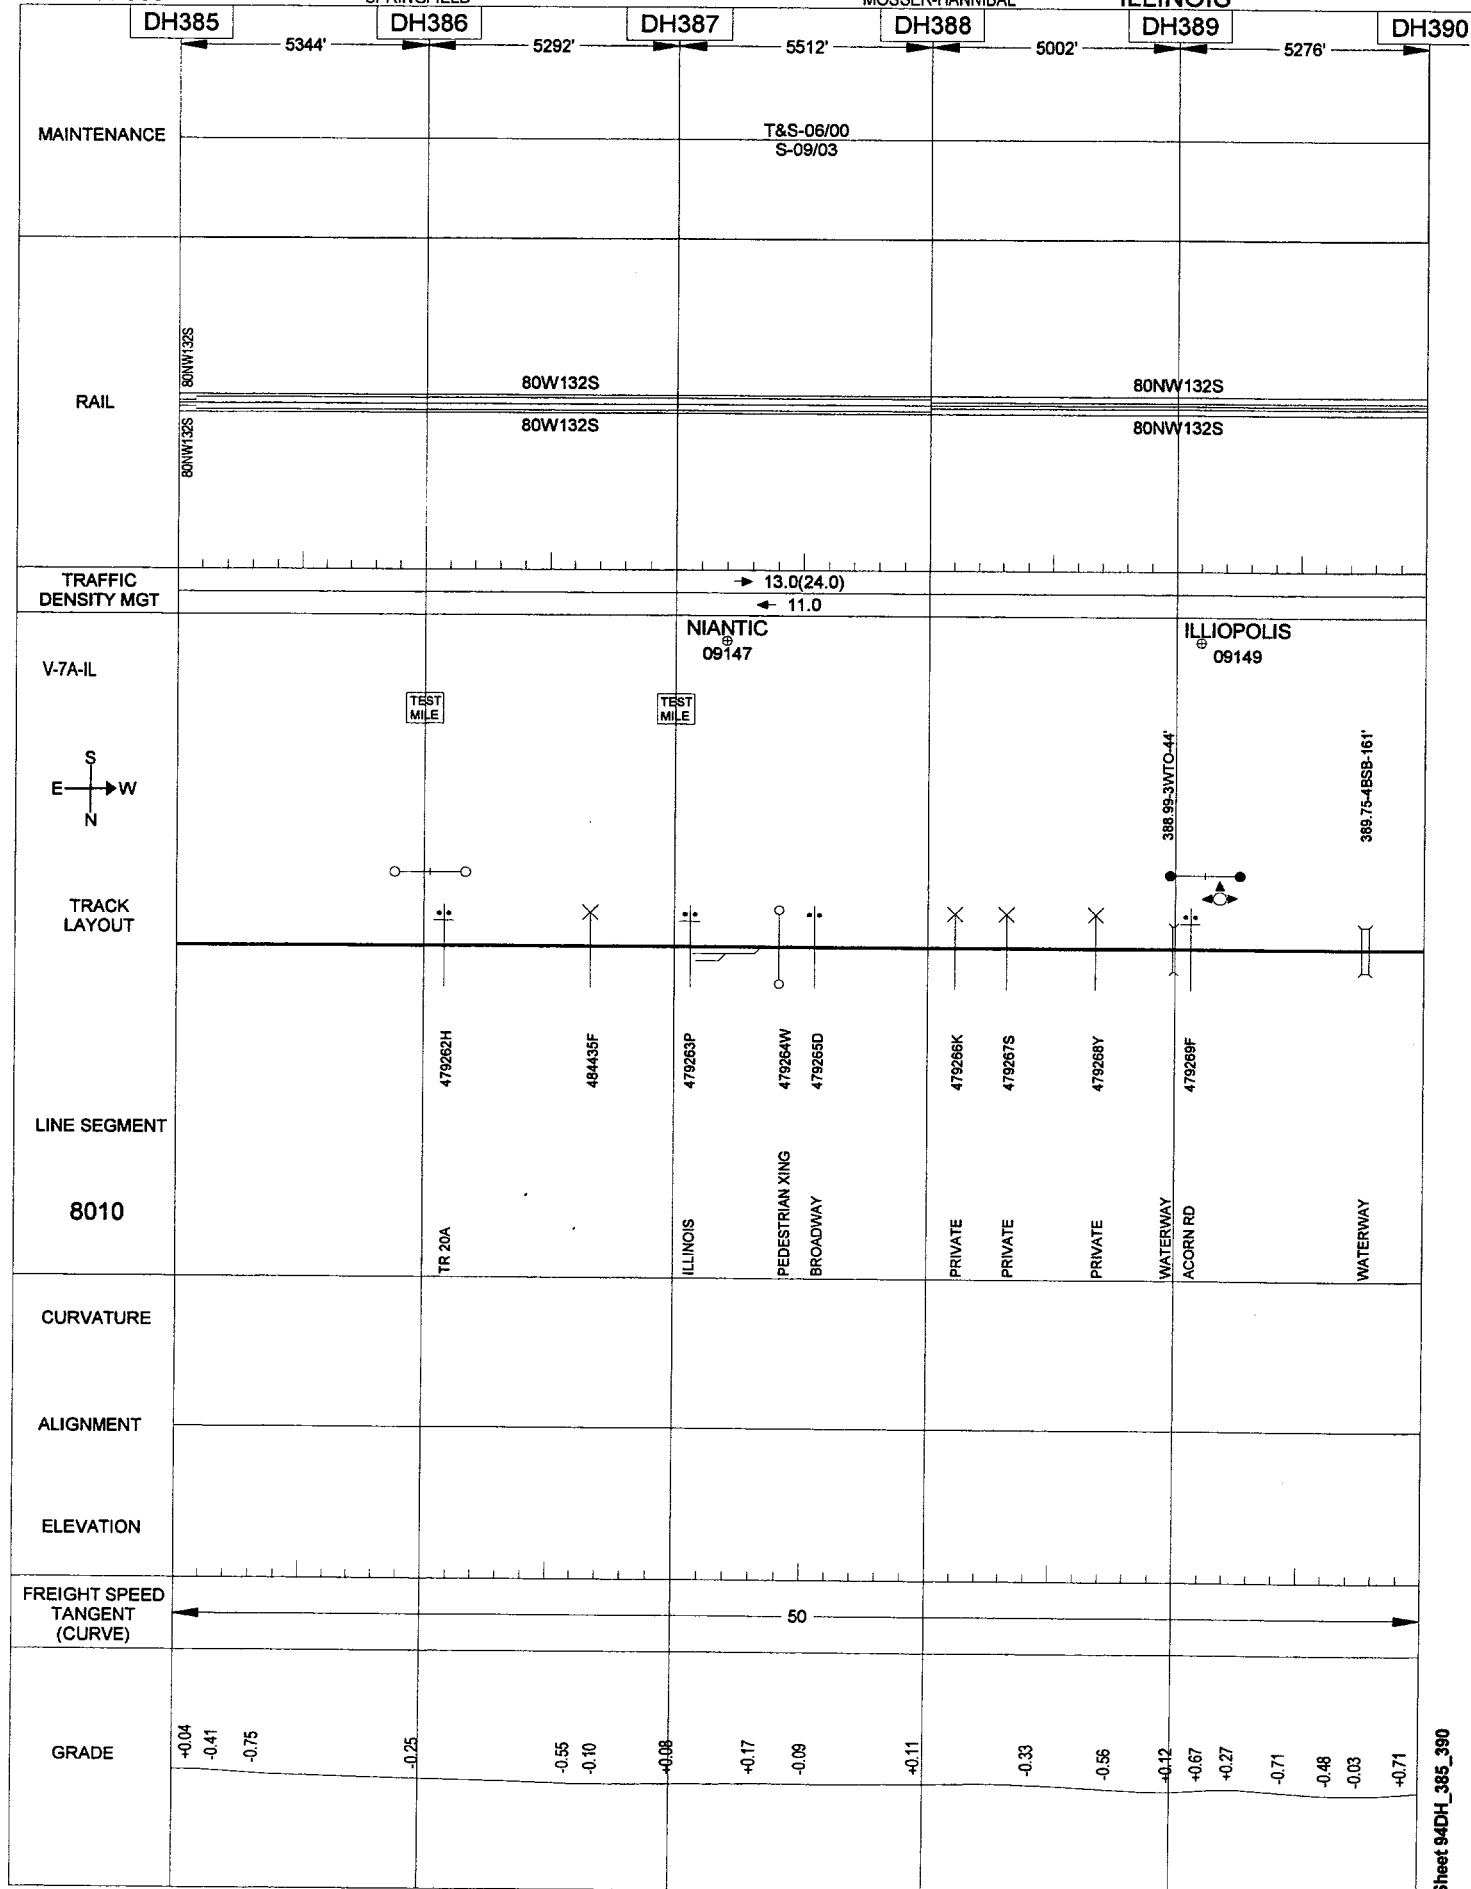 SPRINGFIELD
MOSSER-HANNIBAL
ILLINOIS
DH385
DH386
DH387
DH388
DH389
DH390
5344'
5292'
5512'
5002'
5276'
MAINTENANCE
T&S-06/00
S-09/03
RAIL
80NW132S
80NW132S
80W132S
80W132S
80NW132S
80NW132S
TRAFFIC
DENSITY MGT
13.0(24.0)
11.0
V-7A-IL
NIANTIC
09147
ILLIOPOLIS
09149
TEST
MILE
TEST
MILE
S
E W
N
388.99-3WTO-44'
389.75-4BSB-161'
TRACK
LAYOUT
479262H
484435F
479263P
479264W
479265D
479266K
479267S
479268Y
479269F
LINE SEGMENT
8010
TR 20A
ILLINOIS
PEDESTRIAN XING
BROADWAY
PRIVATE
PRIVATE
PRIVATE
WATERWAY
ACORN RD
WATERWAY
CURVATURE
ALIGNMENT
ELEVATION
FREIGHT SPEED
TANGENT
(CURVE)
50
GRADE
+0.04
-0.41
-0.75
-0.25
-0.55
-0.10
+0.08
+0.17
-0.09
+0.11
-0.33
-0.56
+0.12
+0.67
+0.27
-0.71
-0.48
-0.03
+0.71
Sheet 94DH_385_390